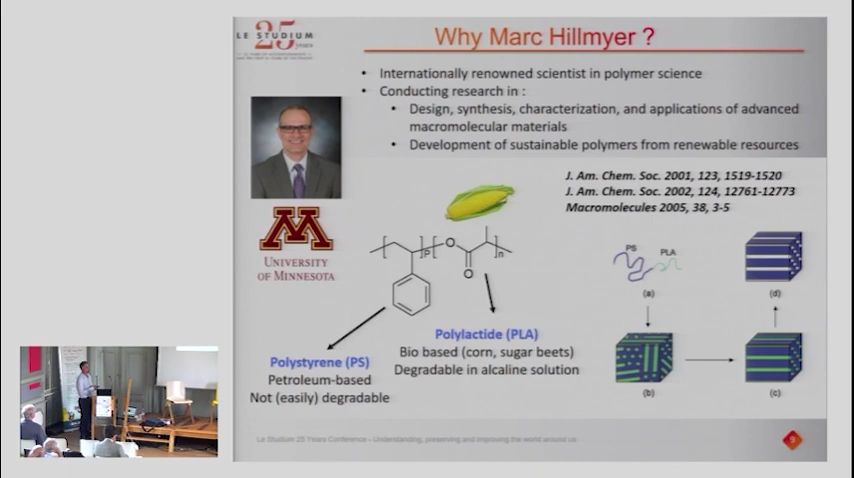 LE STUDIUM
25
years
Why Marc Hillmyer ?
• Internationally renowned scientist in polymer science
• Conducting research in :
• Design, synthesis, characterization, and applications of advanced
macromolecular materials
• Development of sustainable polymers from renewable resources
J. Am. Chem. Soc. 2001, 123, 1519-1520
J. Am. Chem. Soc. 2002, 124, 12761-12773
Macromolecules 2005, 38, 3-5
M
UNIVERSITY
OF MINNESOTA
p
O
n
O
PS
PLA
(a)
(d)
(b)
(c)
Polystyrene (PS)
Petroleum-based
Not (easily) degradable
Polylactide (PLA)
Bio based (corn, sugar beets)
Degradable in alcaline solution
Le Studium 25 Years Conference - Understanding, preserving and improving the world around us
9